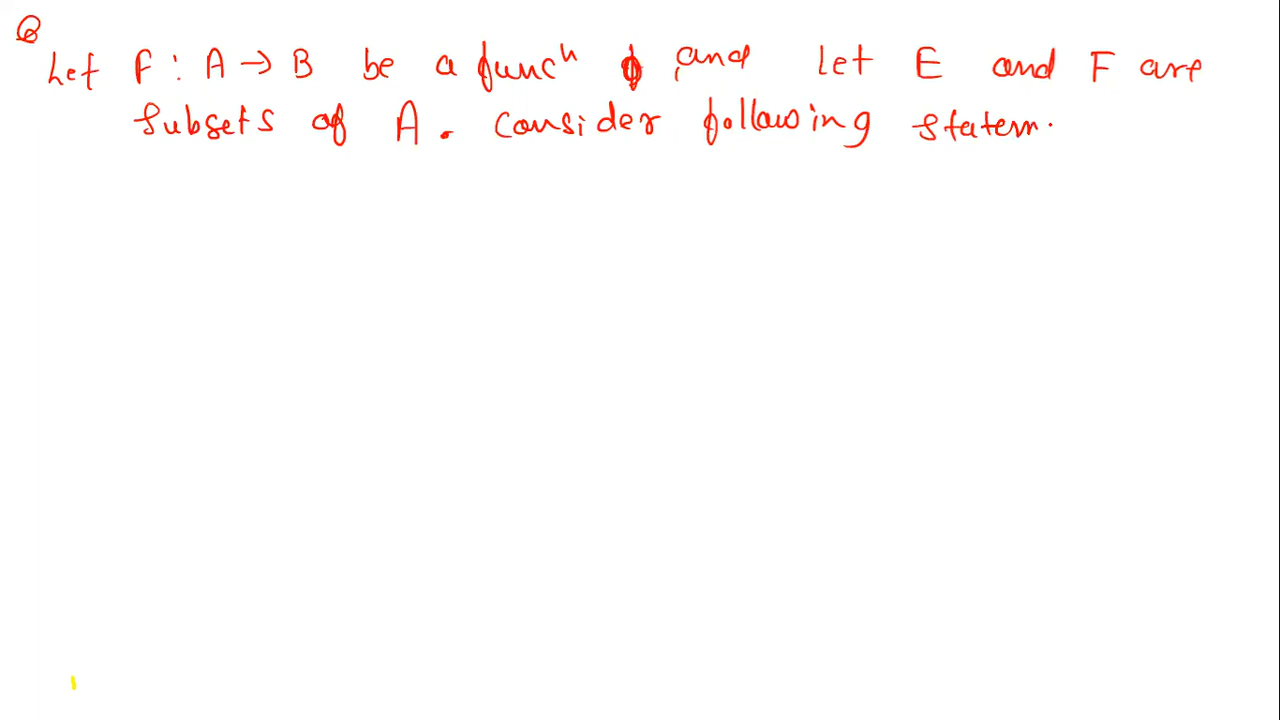 Q
Let F : A → B be a funcⁿ and let E and F are
subsets of A. Consider following statem.